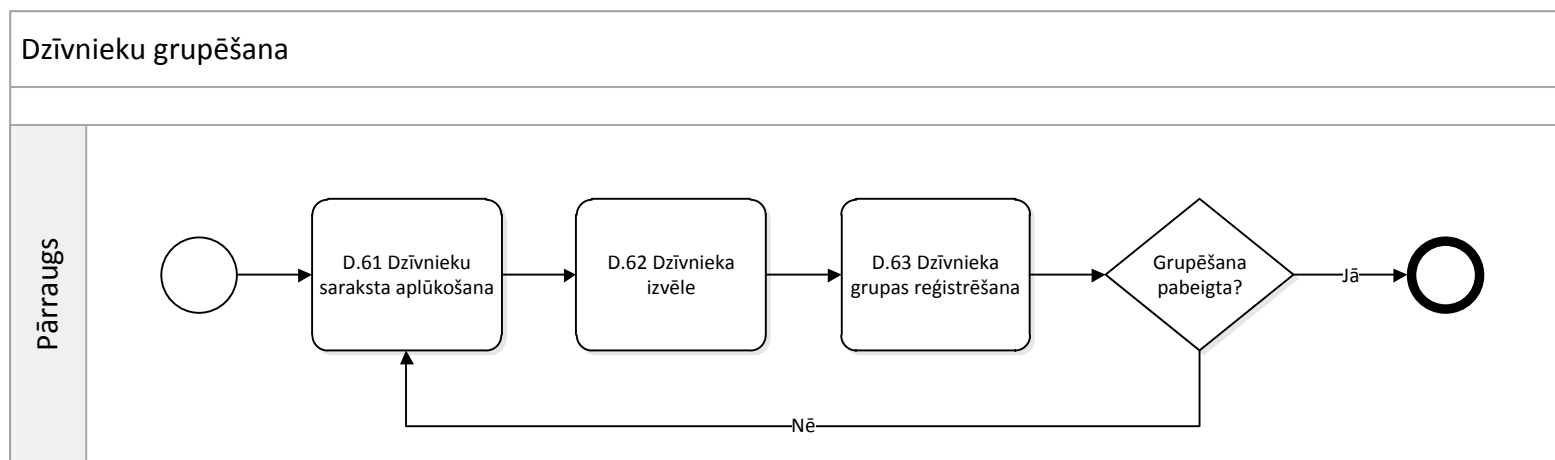 Dzīvnieku grupēšana
Pārraugs
D.61 Dzīvnieku
saraksta aplūkošana
D.62 Dzīvnieka
izvēle
D.63 Dzīvnieka
grupas reģistrēšana
Grupēšana
pabeigta?
Jā
Nē